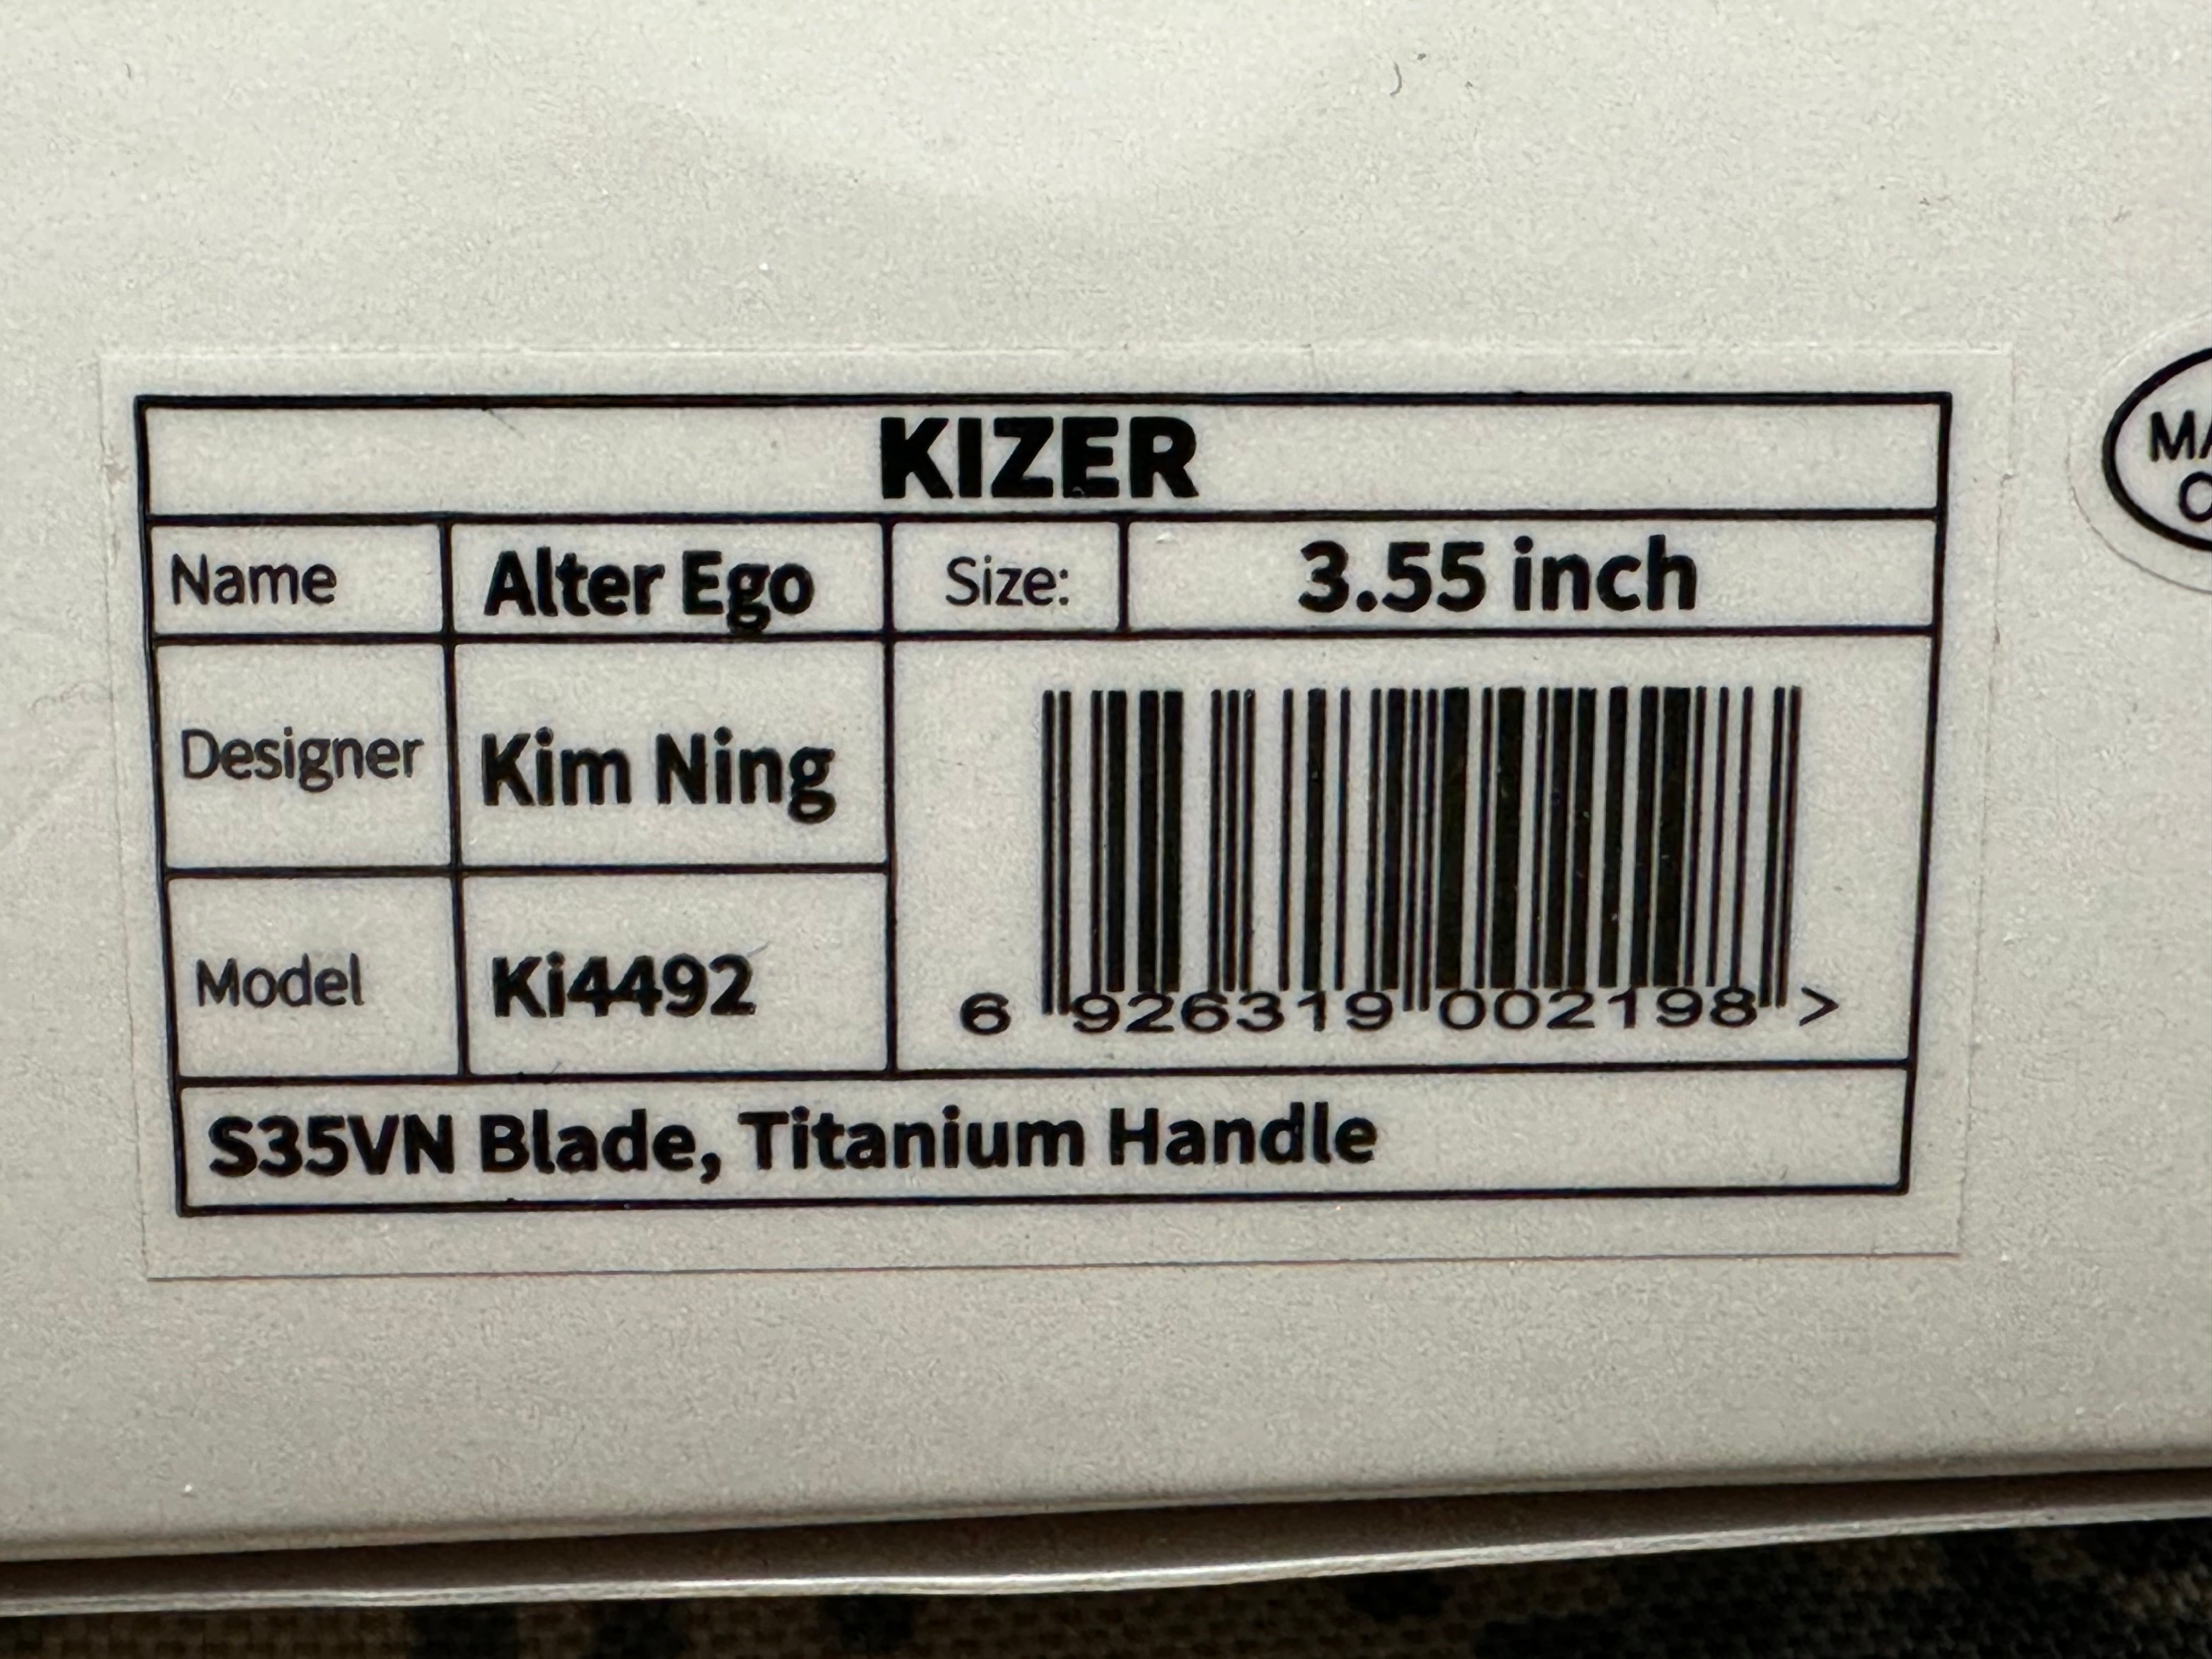 KIZER
Name Alter Ego Size: 3.55 inch
Designer Kim Ning
Model Ki4492
6 926319 002198 >
S35VN Blade, Titanium Handle